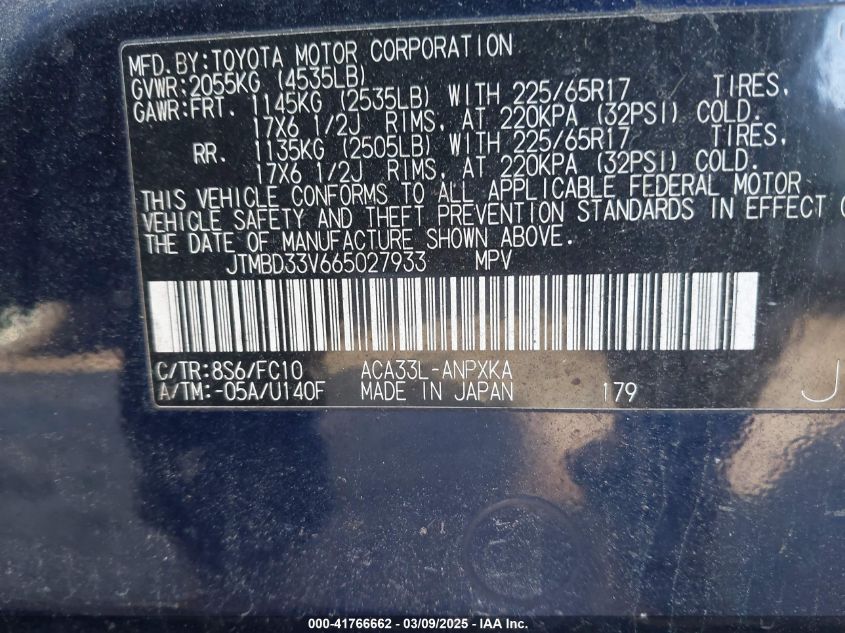 MFD.BY:TOYOTA MOTOR CORPORATION
GVWR:2055KG (4535LB)
GAWR:FRT. 1145KG (2535LB) WITH 225/65R17 TIRES,
17X6 1/2J RIMS, AT 220KPA (32PSI) COLD.
RR. 1135KG (2505LB) WITH 225/65R17 TIRES,
17X6 1/2J RIMS, AT 220KPA (32PSI) COLD.
THIS VEHICLE CONFORMS TO ALL APPLICABLE FEDERAL MOTOR
VEHICLE SAFETY AND THEFT PREVENTION STANDARDS IN EFFECT
THE DATE OF MANUFACTURE SHOWN ABOVE.
JTMBD33V665027933 MPV
C/TR:8S6/FC10 ACA33L-ANPXKA
A/TM:-05A/U140F MADE IN JAPAN 179
000-41766662 - 03/09/2025 - IAA Inc.